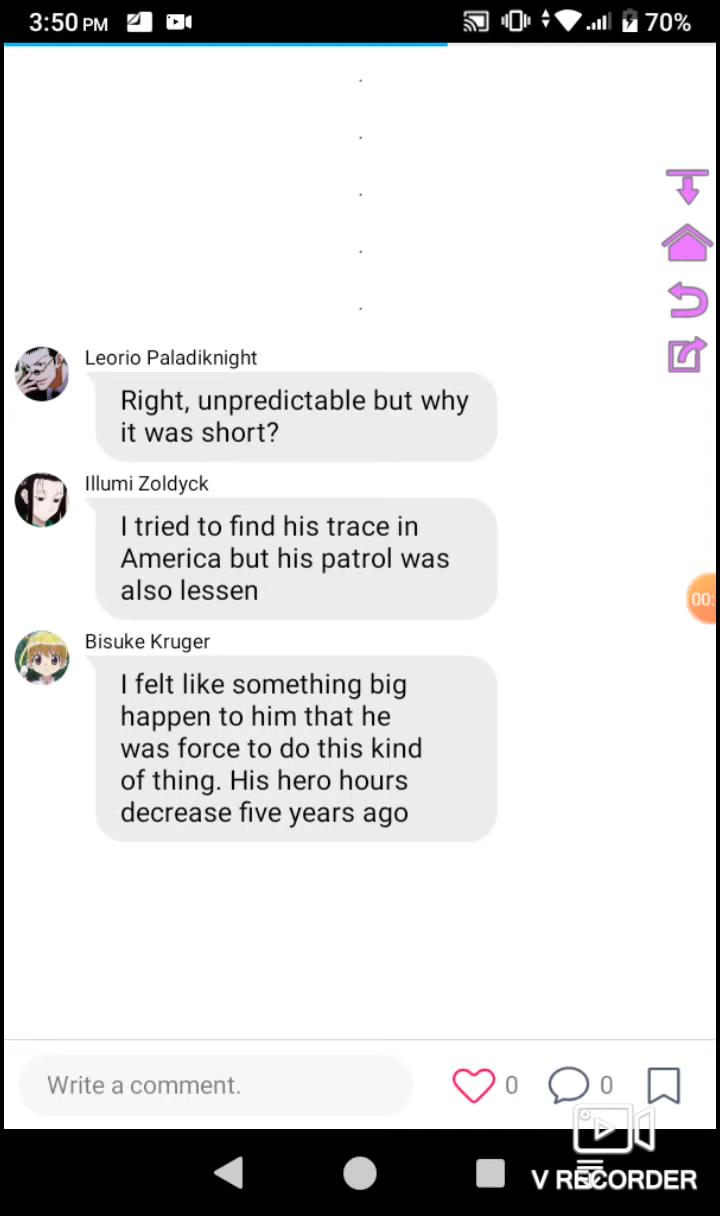 3:50 PM 70%
Leorio Paladiknight
Right, unpredictable but why
it was short?
Illumi Zoldyck
I tried to find his trace in
America but his patrol was
also lessen
00:
Bisuke Kruger
I felt like something big
happen to him that he
was force to do this kind
of thing. His hero hours
decrease five years ago
Write a comment. 0 0
V RECORDER